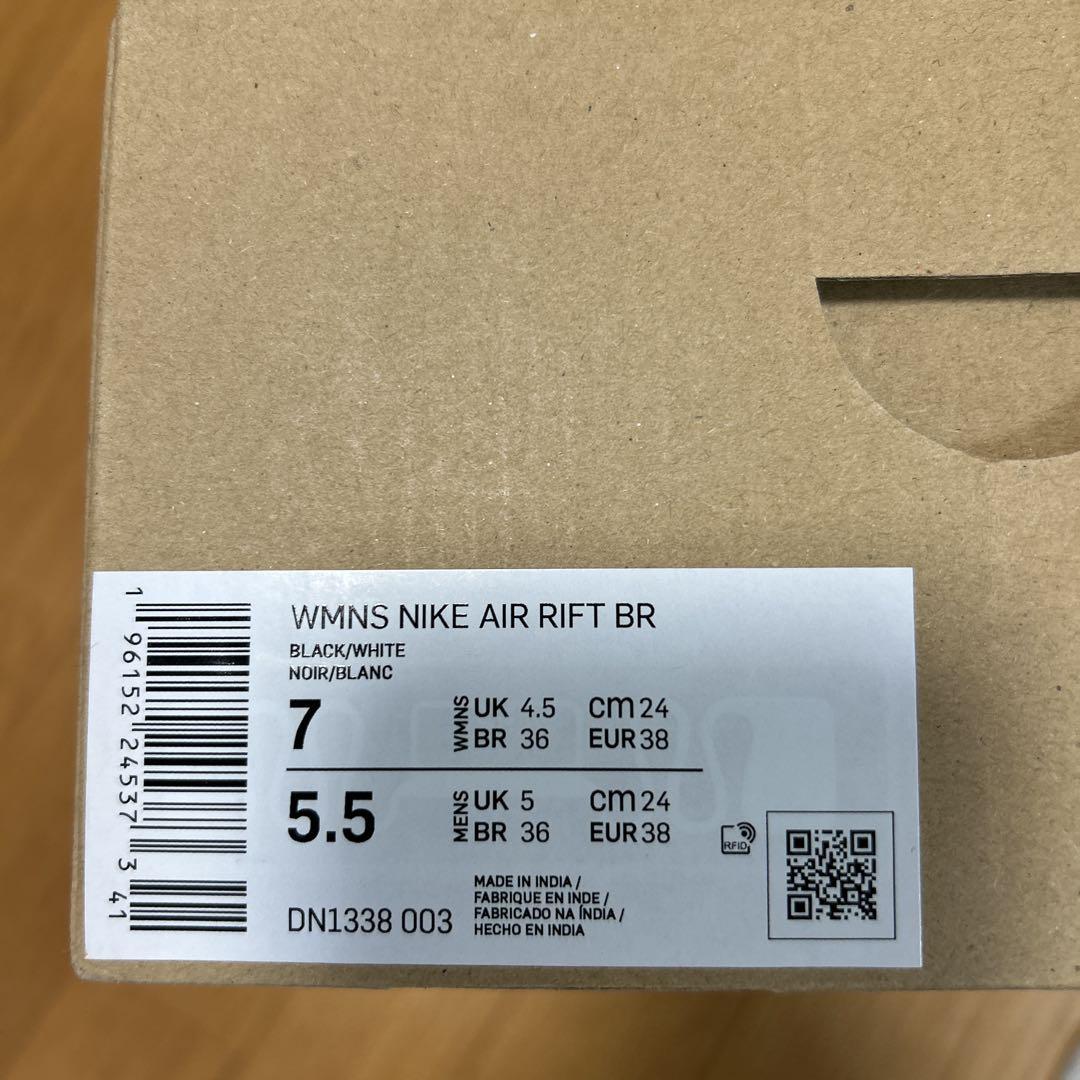 WMNS NIKE AIR RIFT BR
BLACK/WHITE
NOIR/BLANC
7
WMNS
UK 4.5 CM 24
BR 36 EUR 38
5.5
MENS
UK 5 CM 24
BR 36 EUR 38
RFID
DN1338 003
MADE IN INDIA /
FABRIQUE EN INDE /
FABRICADO NA ÍNDIA /
HECHO EN INDIA
1 96152 24537 3 41